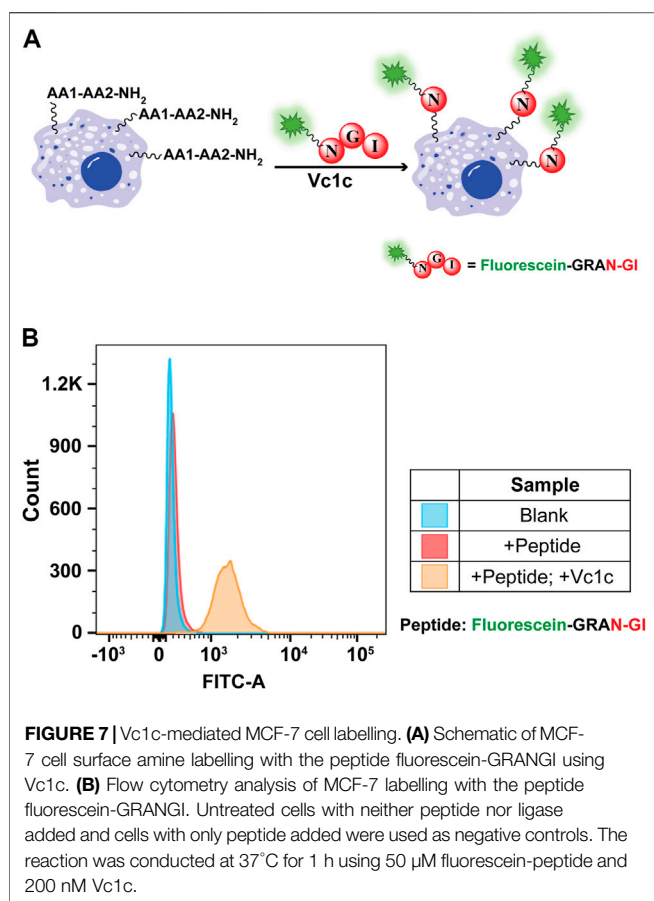 A
AA1-AA2-NH2
AA1-AA2-NH2
AA1-AA2-NH2
N G I
Vc1c
N
N
N
N G I = Fluorescein-GRAN-GI
B
1.2K
900
600
300
0
Count
-10³ 0 10³ 10⁴ 10⁵
FITC-A
Sample
Blank
+Peptide
+Peptide; +Vc1c
Peptide: Fluorescein-GRAN-GI
FIGURE 7 | Vc1c-mediated MCF-7 cell labelling. (A) Schematic of MCF-
7 cell surface amine labelling with the peptide fluorescein-GRANGI using
Vc1c. (B) Flow cytometry analysis of MCF-7 labelling with the peptide
fluorescein-GRANGI. Untreated cells with neither peptide nor ligase
added and cells with only peptide added were used as negative controls. The
reaction was conducted at 37°C for 1 h using 50 µM fluorescein-peptide and
200 nM Vc1c.